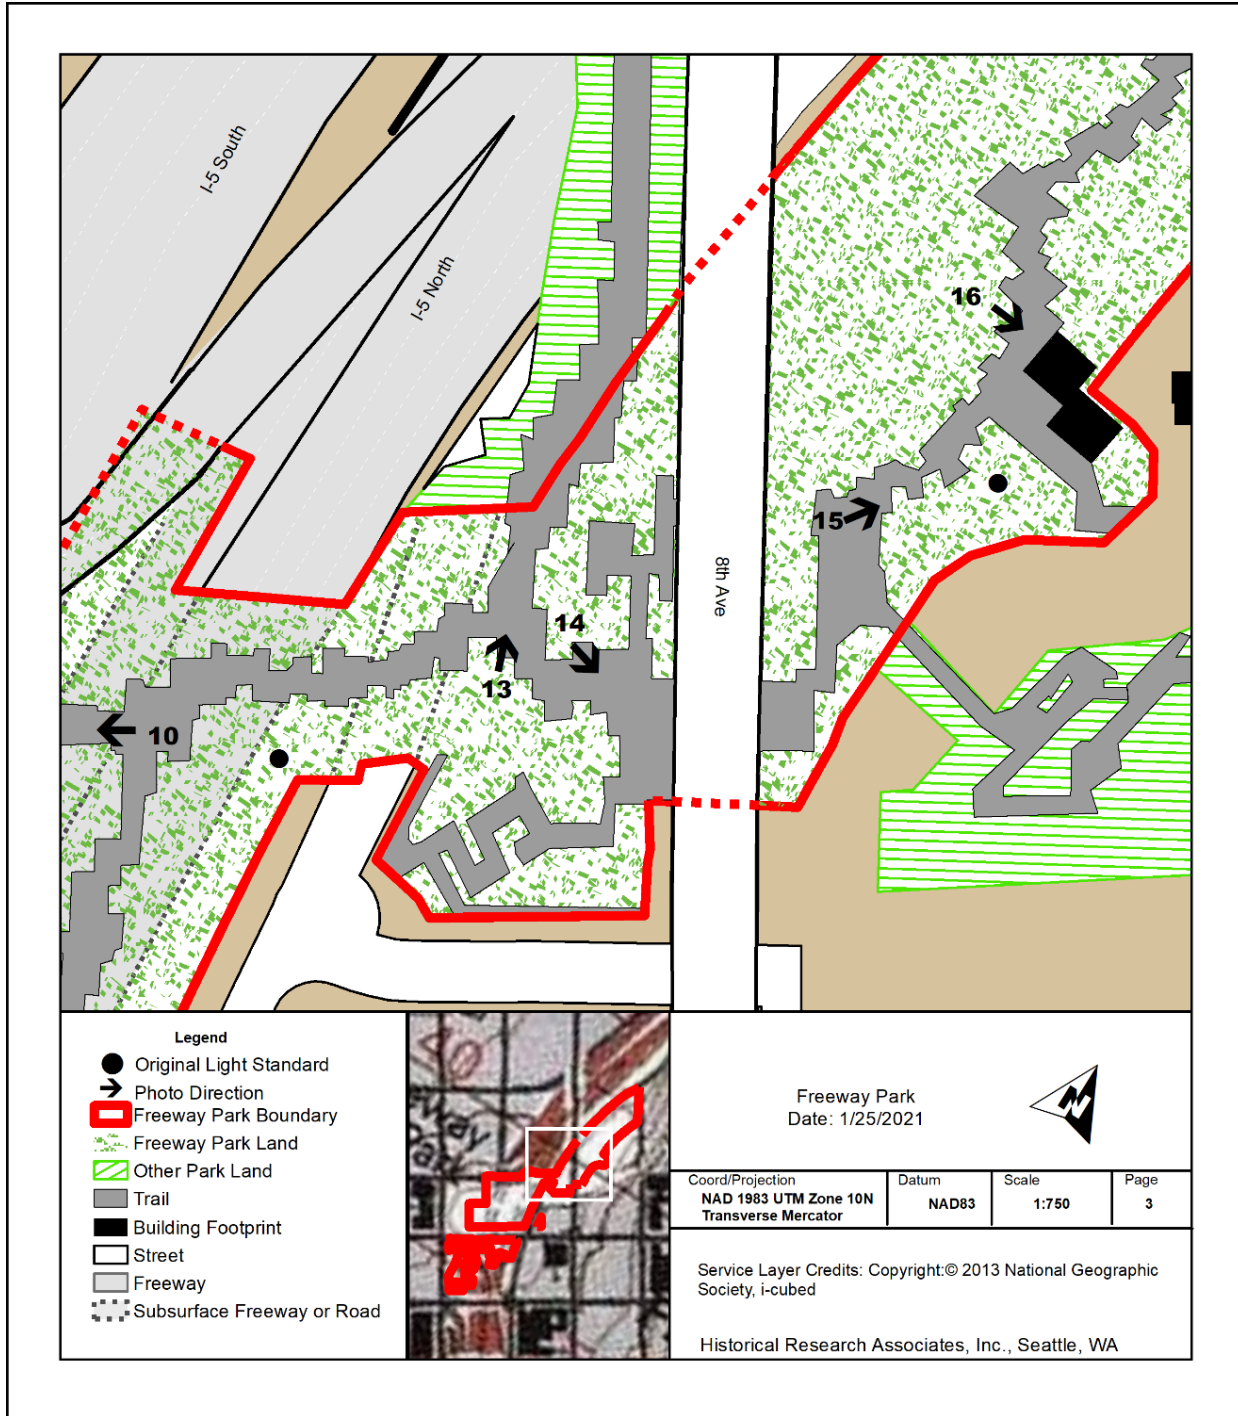 I-5 South
I-5 North
8th Ave
16
15
14
13
10
Legend
Original Light Standard
Photo Direction
Freeway Park Boundary
Freeway Park Land
Other Park Land
Trail
Building Footprint
Street
Freeway
Subsurface Freeway or Road
Freeway Park
Date: 1/25/2021
N
Coord/Projection
NAD 1983 UTM Zone 10N
Transverse Mercator
Datum
NAD83
Scale
1:750
Page
3
Service Layer Credits: Copyright:© 2013 National Geographic
Society, i-cubed
Historical Research Associates, Inc., Seattle, WA